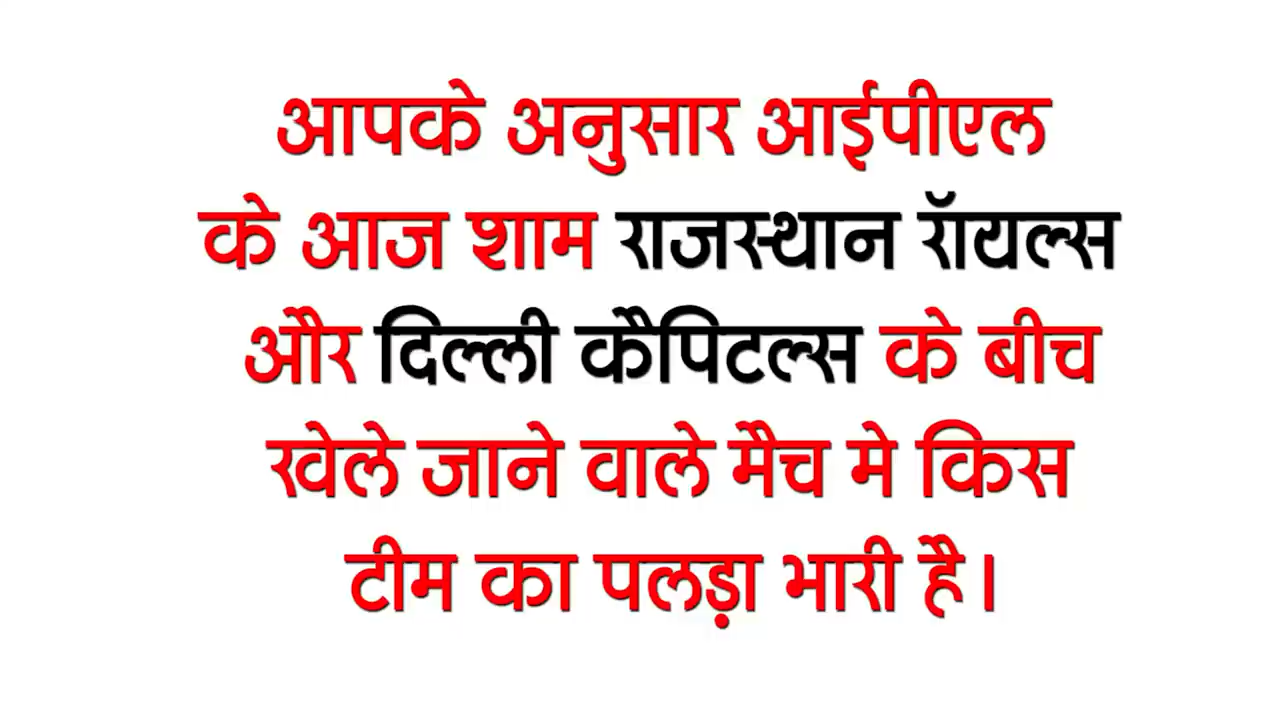 आपके अनुसार आईपीएल
के आज शाम राजस्थान रॉयल्स
और दिल्ली कैपिटल्स के बीच
खेले जाने वाले मैच मे किस
टीम का पलड़ा भारी है।